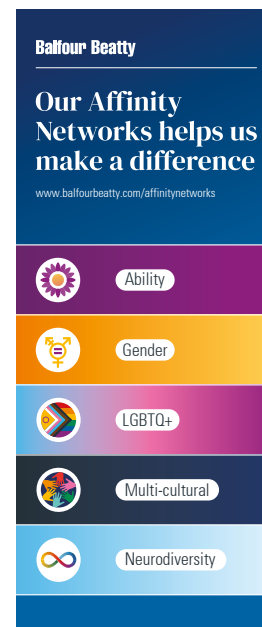 Balfour Beatty
Our Affinity
Networks helps us
make a difference
www.balfourbeatty.com/affinitynetworks
Ability
Gender
LGBTQ+
Multi-cultural
Neurodiversity